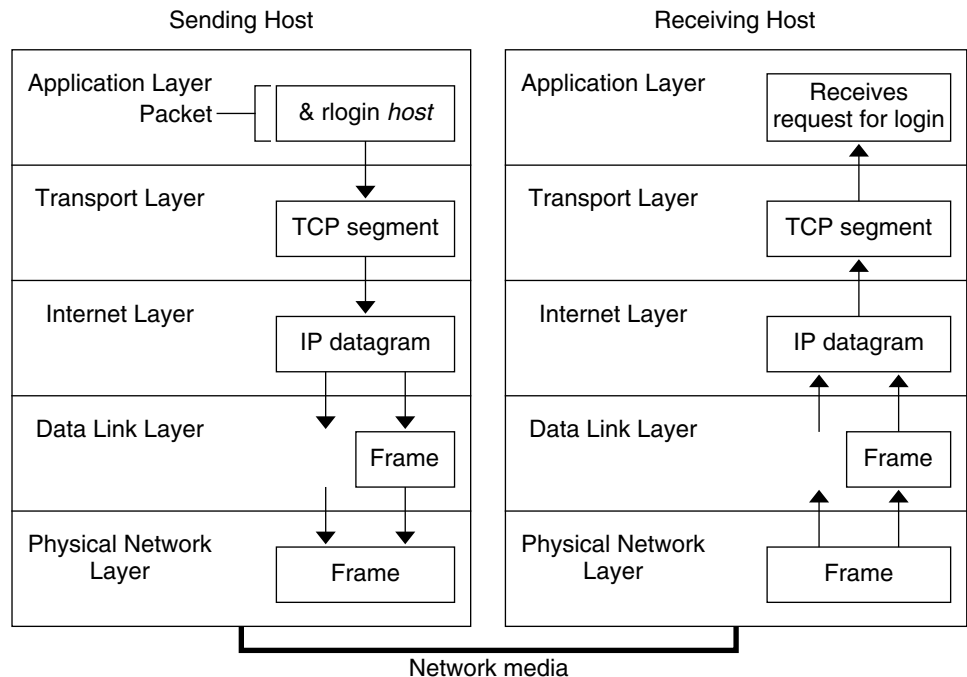 Sending Host
Application Layer
Packet
& rlogin host
Transport Layer
TCP segment
Internet Layer
IP datagram
Data Link Layer
Frame
Physical Network
Layer
Frame
Receiving Host
Application Layer
Receives
request for login
Transport Layer
TCP segment
Internet Layer
IP datagram
Data Link Layer
Frame
Physical Network
Layer
Frame
Network media